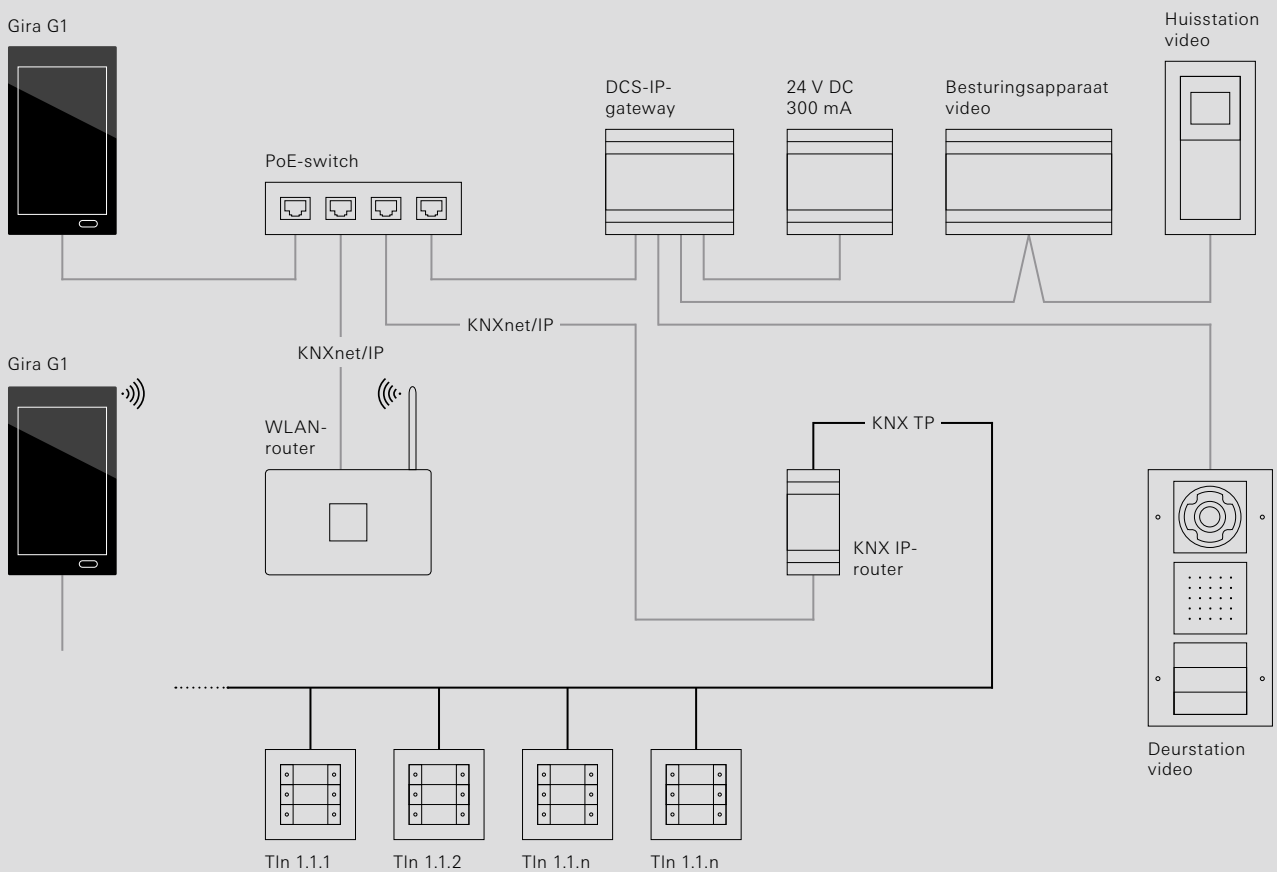 Gira G1
Huisstation
video
DCS-IP-
gateway
24 V DC
300 mA
Besturingsapparaat
video
PoE-switch
KNXnet/IP
KNXnet/IP
Gira G1
WLAN-
router
KNX TP
KNX IP-
router
Deurstation
video
Tln 1.1.1
Tln 1.1.2
Tln 1.1.n
Tln 1.1.n